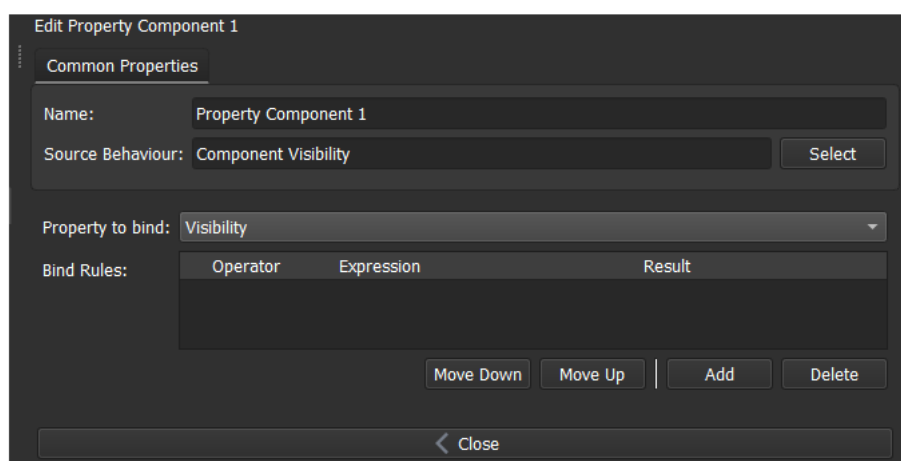 Edit Property Component 1
Common Properties
Name: Property Component 1
Source Behaviour: Component Visibility Select
Property to bind: Visibility
Bind Rules: Operator Expression Result
Move Down Move Up Add Delete
Close